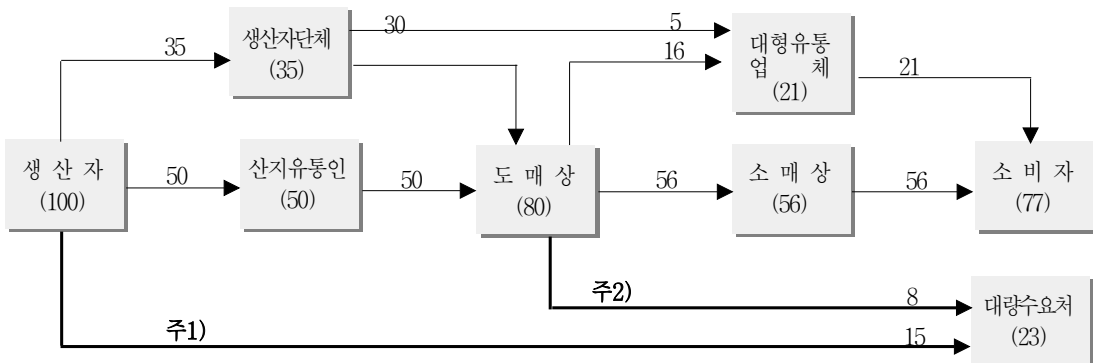 생산자단체
(35)
35
30
5
16
대형유통
업 체
(21)
21
생 산 자
(100)
50
산지유통인
(50)
50
도 매 상
(80)
56
소 매 상
(56)
56
소 비 자
(77)
주2)
8
대량수요처
(23)
주1)
15